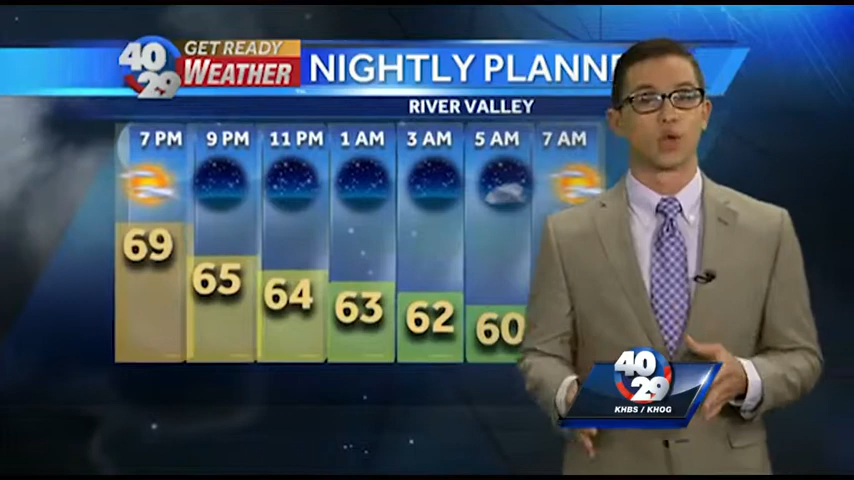 40
29
GET READY
WEATHER
NIGHTLY PLANNE
RIVER VALLEY
7 PM 9 PM 11 PM 1 AM 3 AM 5 AM 7 AM
69 65 64 63 62 60
40
29
KHBS / KHOG